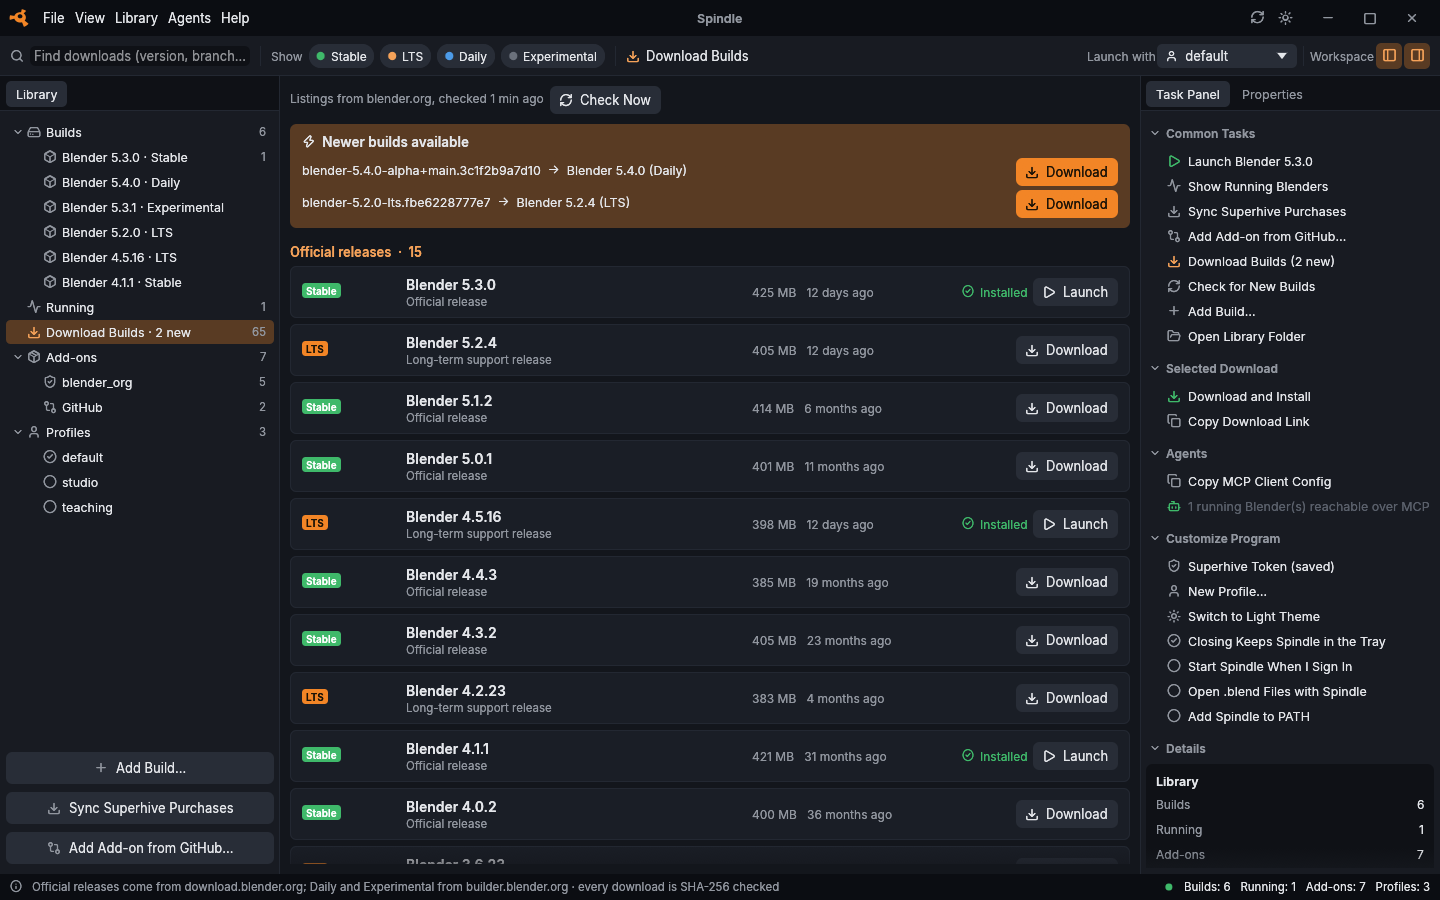 File View Library Agents Help
Spindle
Find downloads (version, branch...
Show Stable LTS Daily Experimental
Download Builds
Launch with default
Workspace
Library
Builds 6
Blender 5.3.0 · Stable 1
Blender 5.4.0 · Daily
Blender 5.3.1 · Experimental
Blender 5.2.0 · LTS
Blender 4.5.16 · LTS
Blender 4.1.1 · Stable
Running 1
Download Builds · 2 new 65
Add-ons 7
blender_org 5
GitHub 2
Profiles 3
default
studio
teaching
Add Build...
Sync Superhive Purchases
Add Add-on from GitHub...
Listings from blender.org, checked 1 min ago Check Now
Newer builds available
blender-5.4.0-alpha+main.3c1f2b9a7d10 → Blender 5.4.0 (Daily) Download
blender-5.2.0-lts.fbe6228777e7 → Blender 5.2.4 (LTS) Download
Official releases · 15
Stable Blender 5.3.0 425 MB 12 days ago Installed Launch
Official release
LTS Blender 5.2.4 405 MB 12 days ago Download
Long-term support release
Stable Blender 5.1.2 414 MB 6 months ago Download
Official release
Stable Blender 5.0.1 401 MB 11 months ago Download
Official release
LTS Blender 4.5.16 398 MB 12 days ago Installed Launch
Long-term support release
Stable Blender 4.4.3 385 MB 19 months ago Download
Official release
Stable Blender 4.3.2 405 MB 23 months ago Download
Official release
LTS Blender 4.2.23 383 MB 4 months ago Download
Long-term support release
Stable Blender 4.1.1 421 MB 31 months ago Installed Launch
Official release
Stable Blender 4.0.2 400 MB 36 months ago Download
Official release
Blender 3.6.23
Task Panel Properties
Common Tasks
Launch Blender 5.3.0
Show Running Blenders
Sync Superhive Purchases
Add Add-on from GitHub...
Download Builds (2 new)
Check for New Builds
Add Build...
Open Library Folder
Selected Download
Download and Install
Copy Download Link
Agents
Copy MCP Client Config
1 running Blender(s) reachable over MCP
Customize Program
Superhive Token (saved)
New Profile...
Switch to Light Theme
Closing Keeps Spindle in the Tray
Start Spindle When I Sign In
Open .blend Files with Spindle
Add Spindle to PATH
Details
Library
Builds 6
Running 1
Add-ons 7
Official releases come from download.blender.org; Daily and Experimental from builder.blender.org · every download is SHA-256 checked
Builds: 6 Running: 1 Add-ons: 7 Profiles: 3